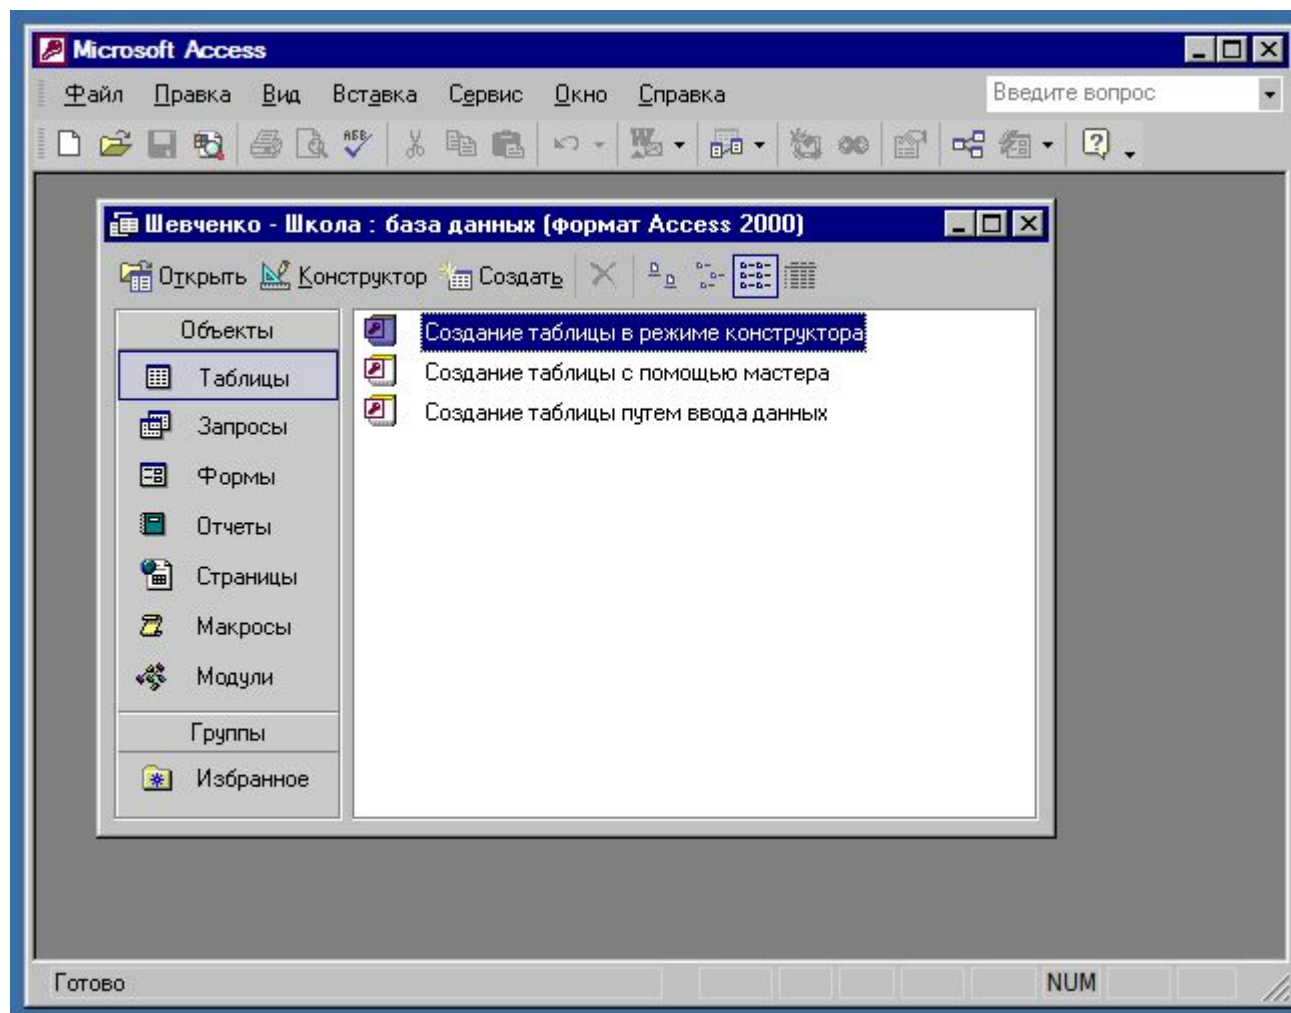 Microsoft Access
Файл Правка Вид Вставка Сервис Окно Справка Введите вопрос
Шевченко - Школа : база данных (формат Access 2000)
Открыть Конструктор Создать
Объекты
Таблицы
Запросы
Формы
Отчеты
Страницы
Макросы
Модули
Группы
Избранное
Создание таблицы в режиме конструктора
Создание таблицы с помощью мастера
Создание таблицы путем ввода данных
Готово NUM